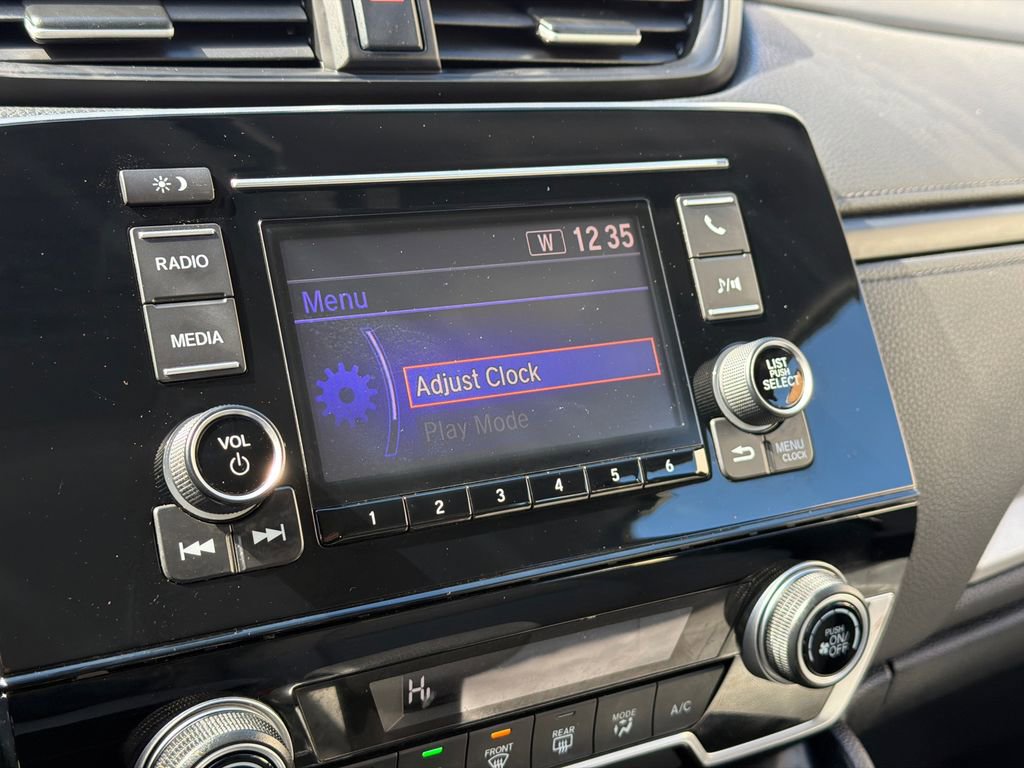 W 12 35
RADIO
Menu
MEDIA
Adjust Clock
Play Mode
LIST
PUSH
SELECT
VOL
MENU
CLOCK
1 2 3 4 5 6
PUSH
ON/
OFF
Hi
FRONT
REAR
MODE
A/C